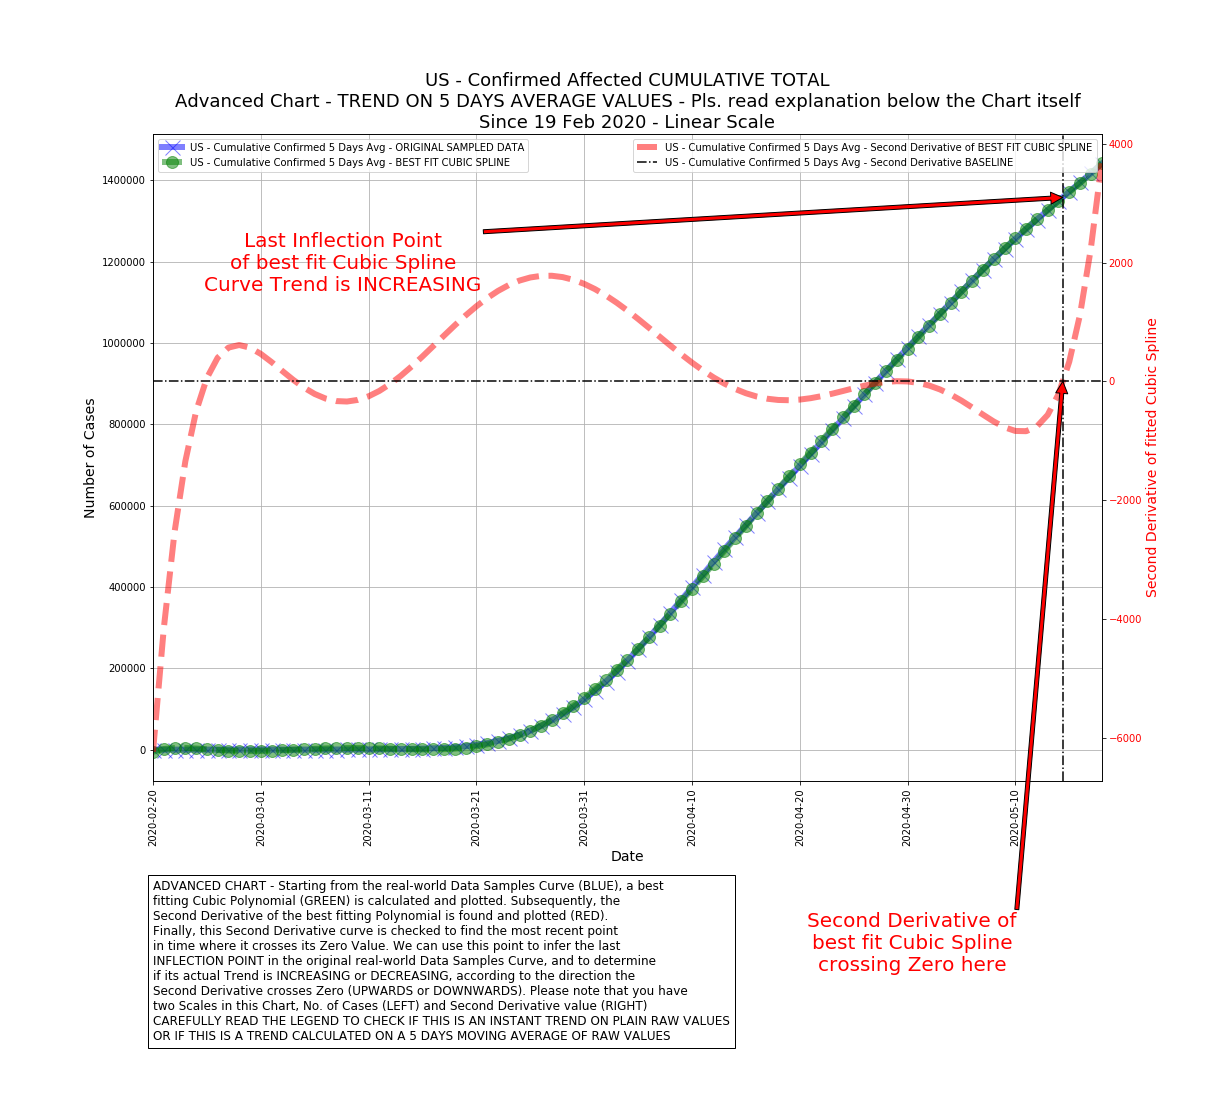 US - Confirmed Affected CUMULATIVE TOTAL
Advanced Chart - TREND ON 5 DAYS AVERAGE VALUES - Pls. read explanation below the Chart itself
Since 19 Feb 2020 - Linear Scale
US - Cumulative Confirmed 5 Days Avg - ORIGINAL SAMPLED DATA
US - Cumulative Confirmed 5 Days Avg - BEST FIT CUBIC SPLINE
US - Cumulative Confirmed 5 Days Avg - Second Derivative of BEST FIT CUBIC SPLINE
US - Cumulative Confirmed 5 Days Avg - Second Derivative BASELINE
Number of Cases
1400000
1200000
1000000
800000
600000
400000
200000
0
Last Inflection Point
of best fit Cubic Spline
Curve Trend is INCREASING
4000
2000
0
−2000
−4000
−6000
Second Derivative of fitted Cubic Spline
2020-02-20
2020-03-01
2020-03-11
2020-03-21
2020-03-31
2020-04-10
2020-04-20
2020-04-30
2020-05-10
Date
ADVANCED CHART - Starting from the real-world Data Samples Curve (BLUE), a best
fitting Cubic Polynomial (GREEN) is calculated and plotted. Subsequently, the
Second Derivative of the best fitting Polynomial is found and plotted (RED).
Finally, this Second Derivative curve is checked to find the most recent point
in time where it crosses its Zero Value. We can use this point to infer the last
INFLECTION POINT in the original real-world Data Samples Curve, and to determine
if its actual Trend is INCREASING or DECREASING, according to the direction the
Second Derivative crosses Zero (UPWARDS or DOWNWARDS). Please note that you have
two Scales in this Chart, No. of Cases (LEFT) and Second Derivative value (RIGHT)
CAREFULLY READ THE LEGEND TO CHECK IF THIS IS AN INSTANT TREND ON PLAIN RAW VALUES
OR IF THIS IS A TREND CALCULATED ON A 5 DAYS MOVING AVERAGE OF RAW VALUES
Second Derivative of
best fit Cubic Spline
crossing Zero here